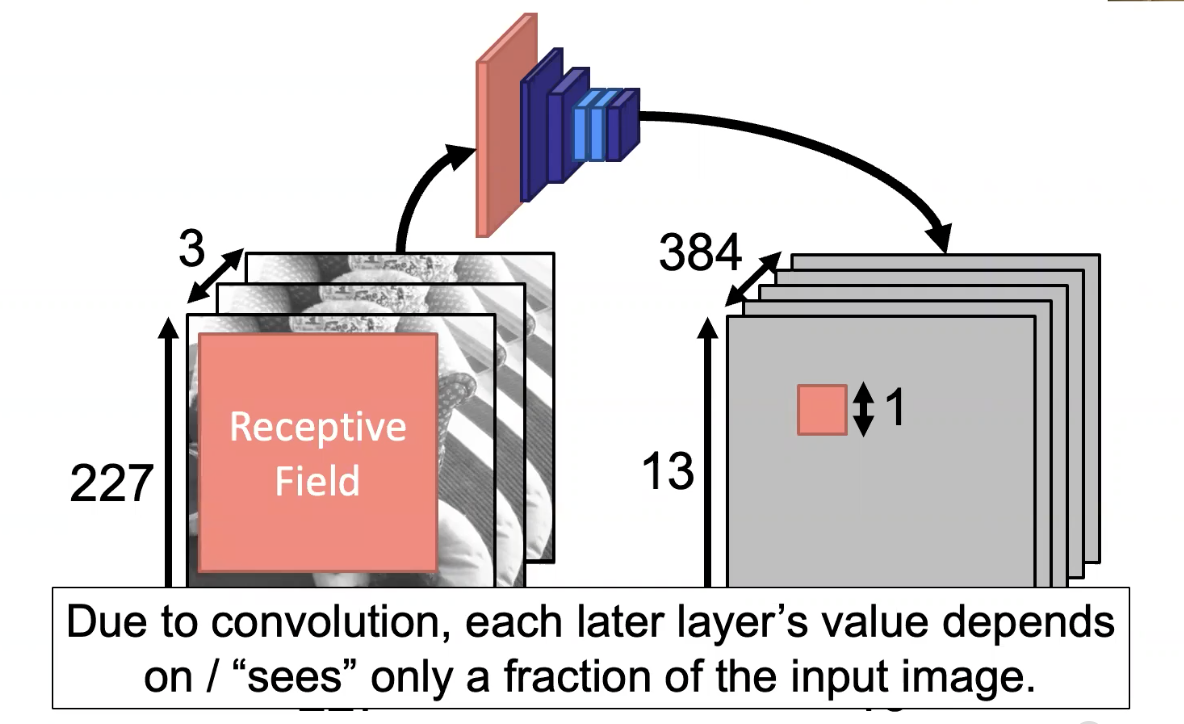 3
384
Receptive
Field
1
227
13
Due to convolution, each later layer's value depends
on / “sees” only a fraction of the input image.